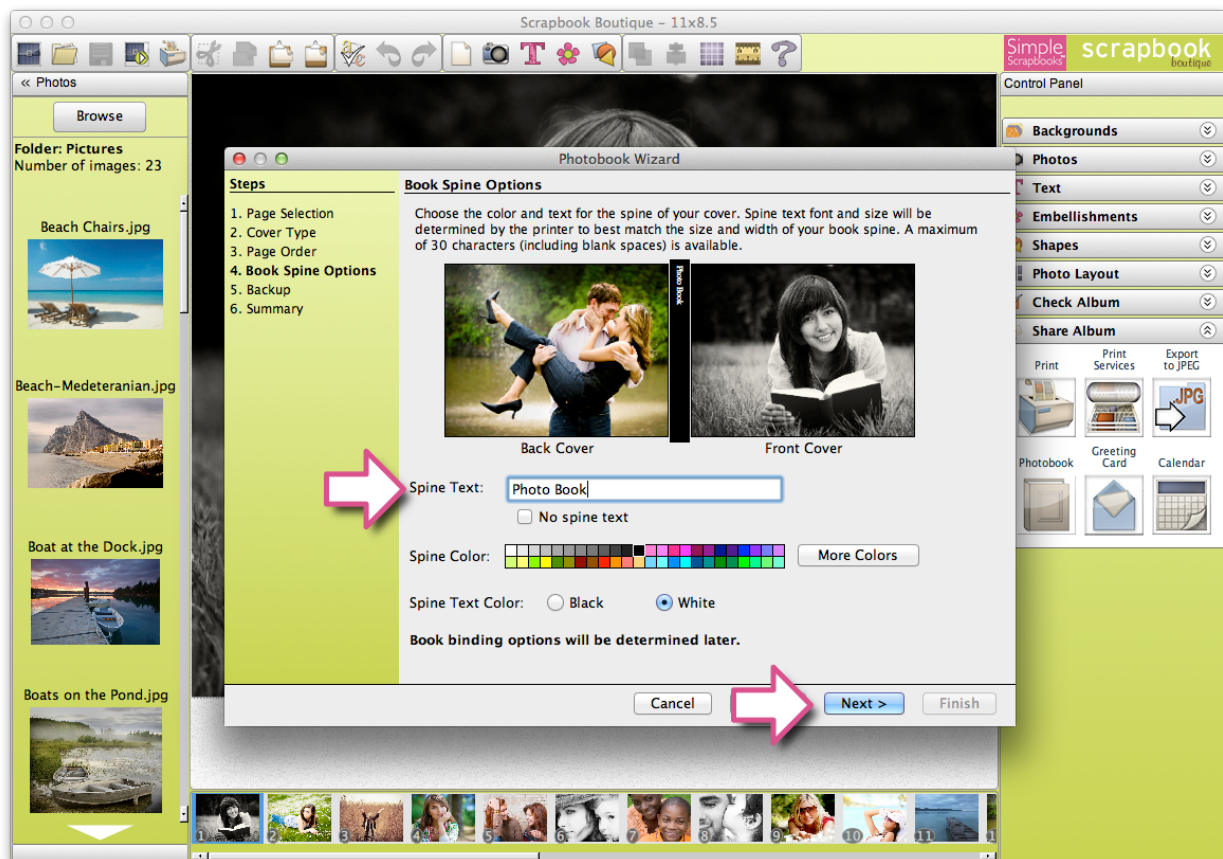 Scrapbook Boutique - 11x8.5
Simple
Scrapbooks
scrapbook
boutique
« Photos
Browse
Folder: Pictures
Number of images: 23
Beach Chairs.jpg
Beach-Medeteranian.jpg
Boat at the Dock.jpg
Boats on the Pond.jpg
Photobook Wizard
Steps
1. Page Selection
2. Cover Type
3. Page Order
4. Book Spine Options
5. Backup
6. Summary
Book Spine Options
Choose the color and text for the spine of your cover. Spine text font and size will be
determined by the printer to best match the size and width of your book spine. A maximum
of 30 characters (including blank spaces) is available.
Photo Book
Back Cover
Front Cover
Spine Text:
Photo Book
No spine text
Spine Color:
More Colors
Spine Text Color:
Black
White
Book binding options will be determined later.
Cancel
Next >
Finish
Control Panel
Backgrounds
Photos
Text
Embellishments
Shapes
Photo Layout
Check Album
Share Album
Print
Print
Services
Export
to JPEG
JPG
Photobook
Greeting
Card
Calendar
1 2 3 4 5 6 7 8 9 10 11 1